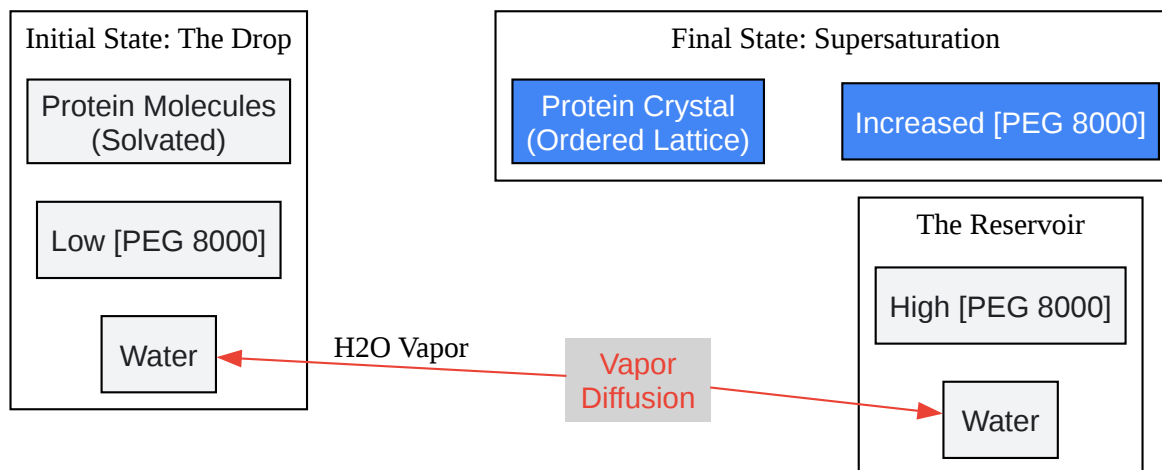 Initial State: The Drop
Protein Molecules
(Solvated)
Low [PEG 8000]
Water
H2O Vapor
Vapor
Diffusion
Final State: Supersaturation
Protein Crystal
(Ordered Lattice)
Increased [PEG 8000]
The Reservoir
High [PEG 8000]
Water